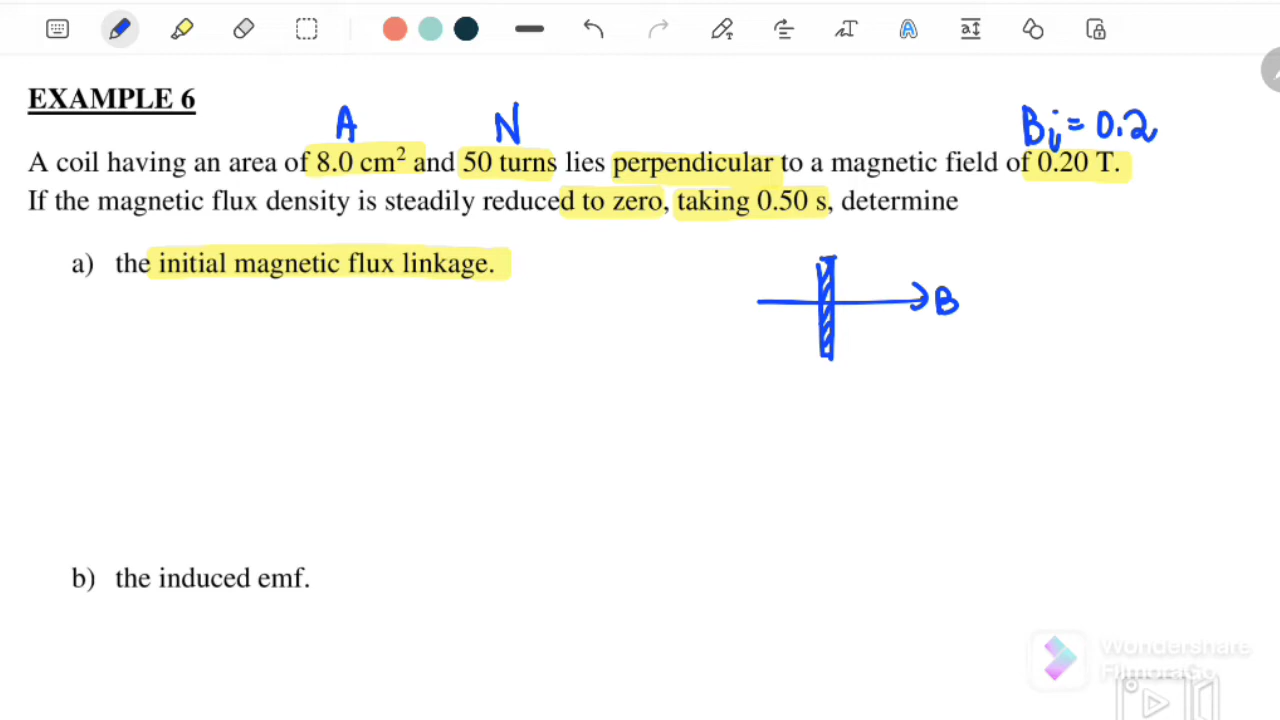 EXAMPLE 6
A N Bi = 0.2
A coil having an area of 8.0 cm² and 50 turns lies perpendicular to a magnetic field of 0.20 T.
If the magnetic flux density is steadily reduced to zero, taking 0.50 s, determine
a) the initial magnetic flux linkage.
B
b) the induced emf.
Wondershare
FilmoraGo